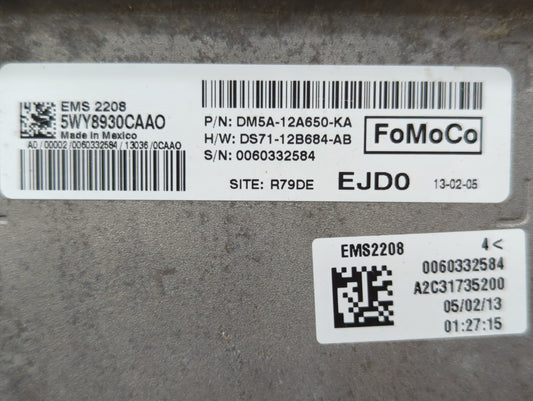 EMS 2208
5WY8930CAAO
Made in Mexico
A0 / 00002 / 0060332584 / 13036 / 0CAAO
P/N: DM5A-12A650-KA
H/W: DS71-12B684-AB
S/N: 0060332584
FoMoCo
SITE: R79DE EJD0 13-02-05
EMS2208 4<
0060332584
A2C31735200
05/02/13
01:27:15